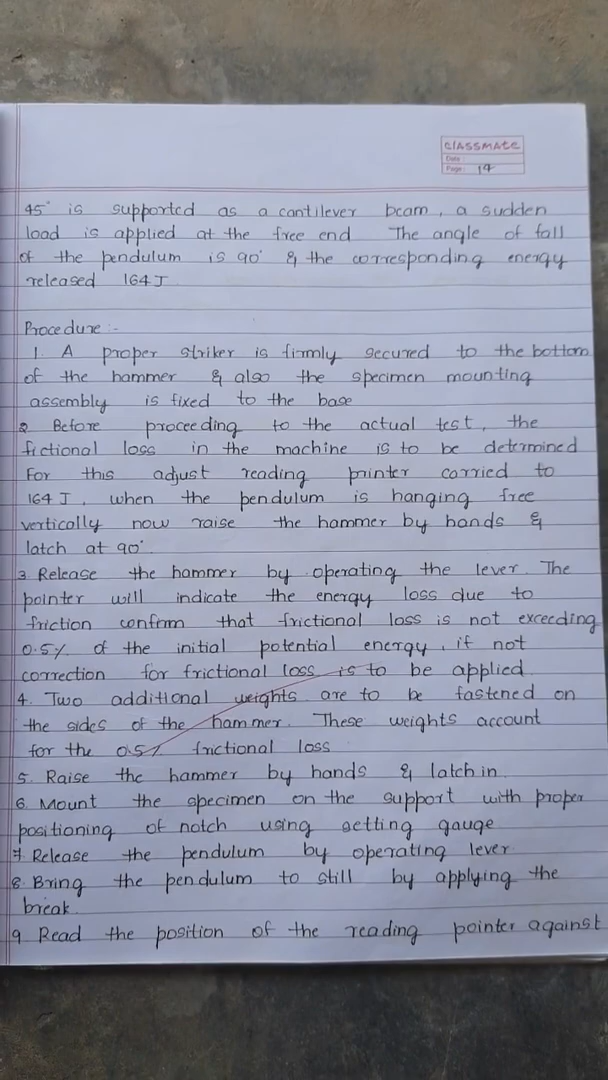 classmate
Date :
Page : 14
45° is supported as a cantilever beam, a sudden
load is applied at the free end The angle of fall
of the pendulum is 90° & the corresponding energy
released 164 J
Procedure :-
1. A proper striker is firmly secured to the bottom
of the hammer & also the specimen mounting
assembly is fixed to the base
2 Before proceeding to the actual test, the
fictional loss in the machine is to be determined
For this adjust reading printer carried to
164 J, when the pendulum is hanging free
vertically now raise the hammer by hands &
latch at 90°.
3. Release the hammer by operating the lever. The
pointer will indicate the energy loss due to
friction confirm that frictional loss is not exceeding
0.5% of the initial potential energy, if not
correction for frictional loss is to be applied
4. Two additional weights are to be fastened on
the sides of the hammer. These weights account
for the 0.5% frictional loss
5. Raise the hammer by hands & latch in
6. Mount the specimen on the support with proper
positioning of notch using setting gauge
7 Release the pendulum by operating lever
8. Bring the pendulum to still by applying the
break.
9 Read the position of the reading pointer against